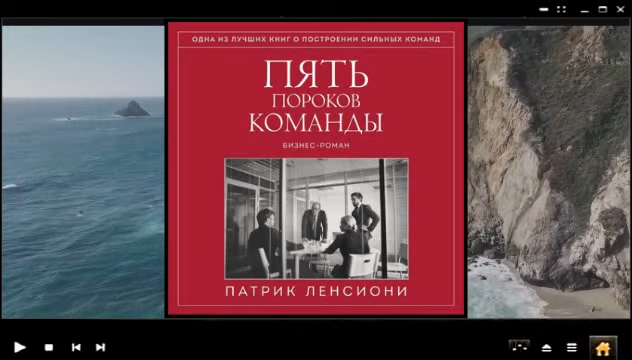 ОДНА ИЗ ЛУЧШИХ КНИГ О ПОСТРОЕНИИ СИЛЬНЫХ КОМАНД
ПЯТЬ
ПОРОКОВ
КОМАНДЫ
БИЗНЕС-РОМАН
ПАТРИК ЛЕНСИОНИ